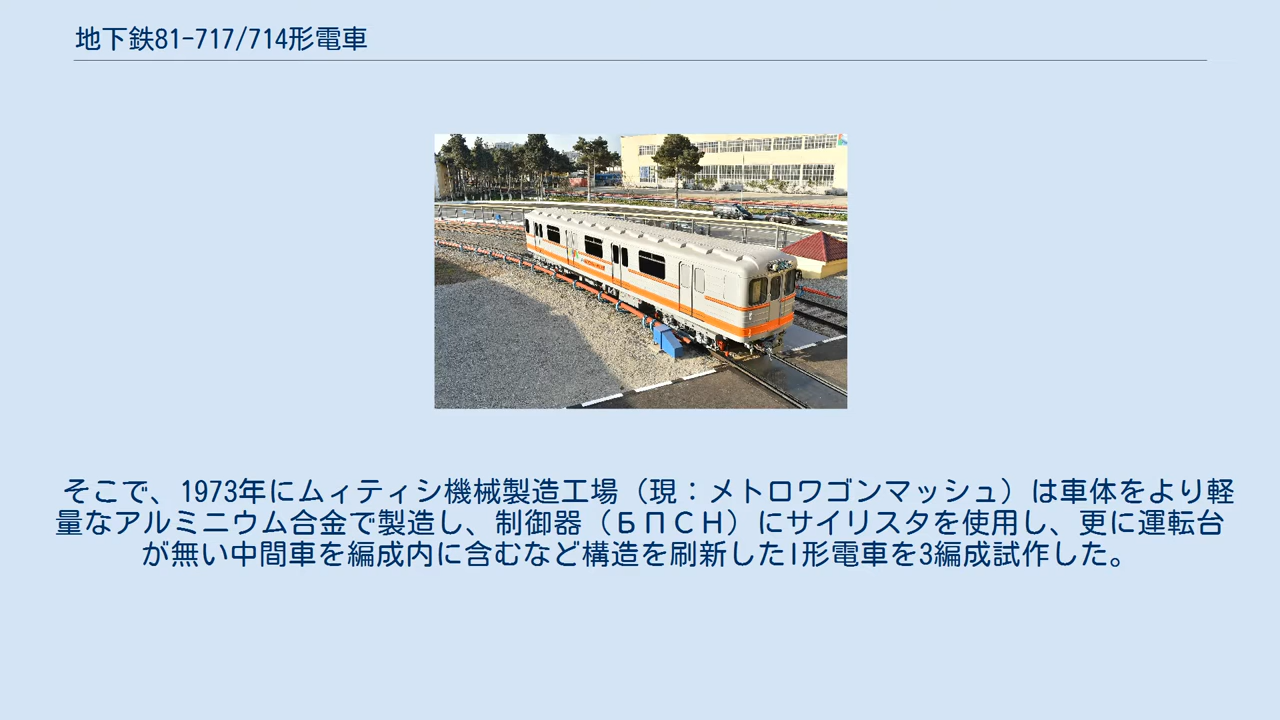 地下鉄81-717/714形電車
そこで、1973年にムィティシ機械製造工場（現：メトロワゴンマッシュ）は車体をより軽
量なアルミニウム合金で製造し、制御器（БПСН）にサイリスタを使用し、更に運転台
が無い中間車を編成内に含むなど構造を刷新したI形電車を3編成試作した。